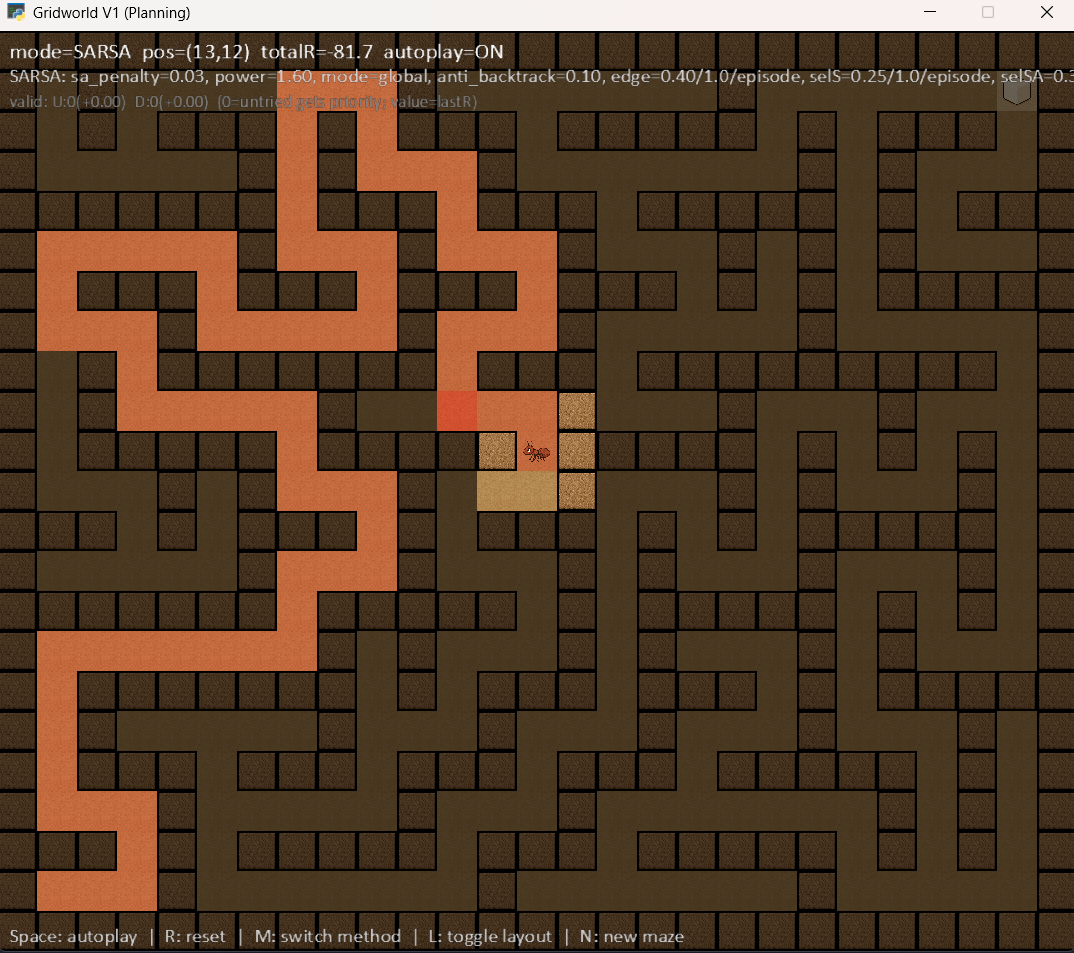 Gridworld V1 (Planning)
mode=SARSA pos=(13,12) totalR=-81.7 autoplay=ON
SARSA: sa_penalty=0.03, power=1.60, mode=global, anti_backtrack=0.10, edge=0.40/1.0/episode, selS=0.25/1.0/episode, selSA=0.3
valid: U:0(+0.00) D:0(+0.00) (0=untried gets priority; value=lastR)
Space: autoplay | R: reset | M: switch method | L: toggle layout | N: new maze